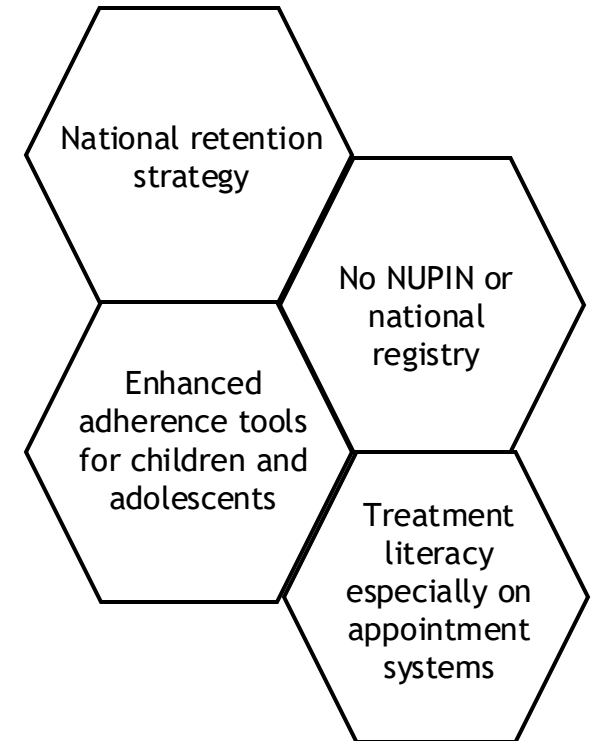 National retention
strategy
No NUPIN or
national
registry
Enhanced
adherence tools
for children and
adolescents
Treatment
literacy
especially on
appointment
systems